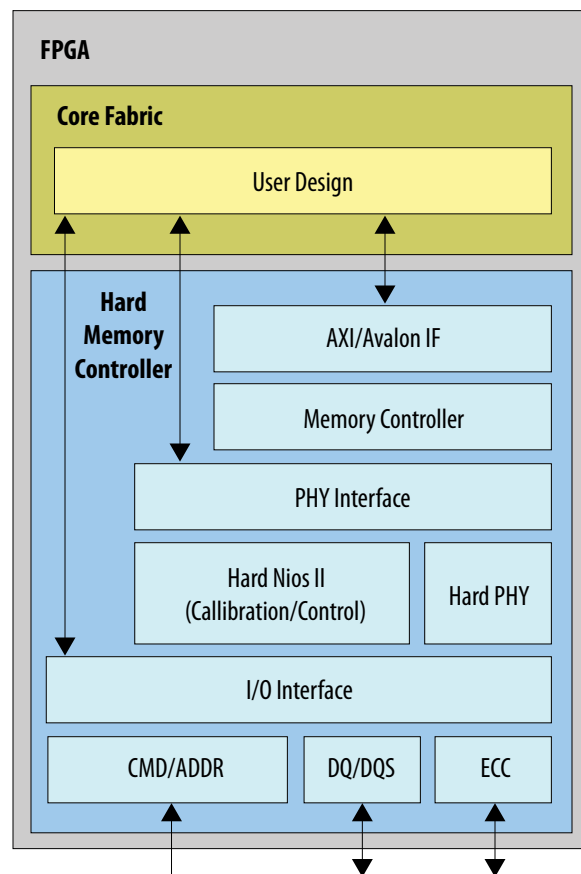 FPGA
Core Fabric
User Design
Hard
Memory
Controller
AXI/Avalon IF
Memory Controller
PHY Interface
Hard Nios II
(Callibration/Control)
Hard PHY
I/O Interface
CMD/ADDR
DQ/DQS
ECC